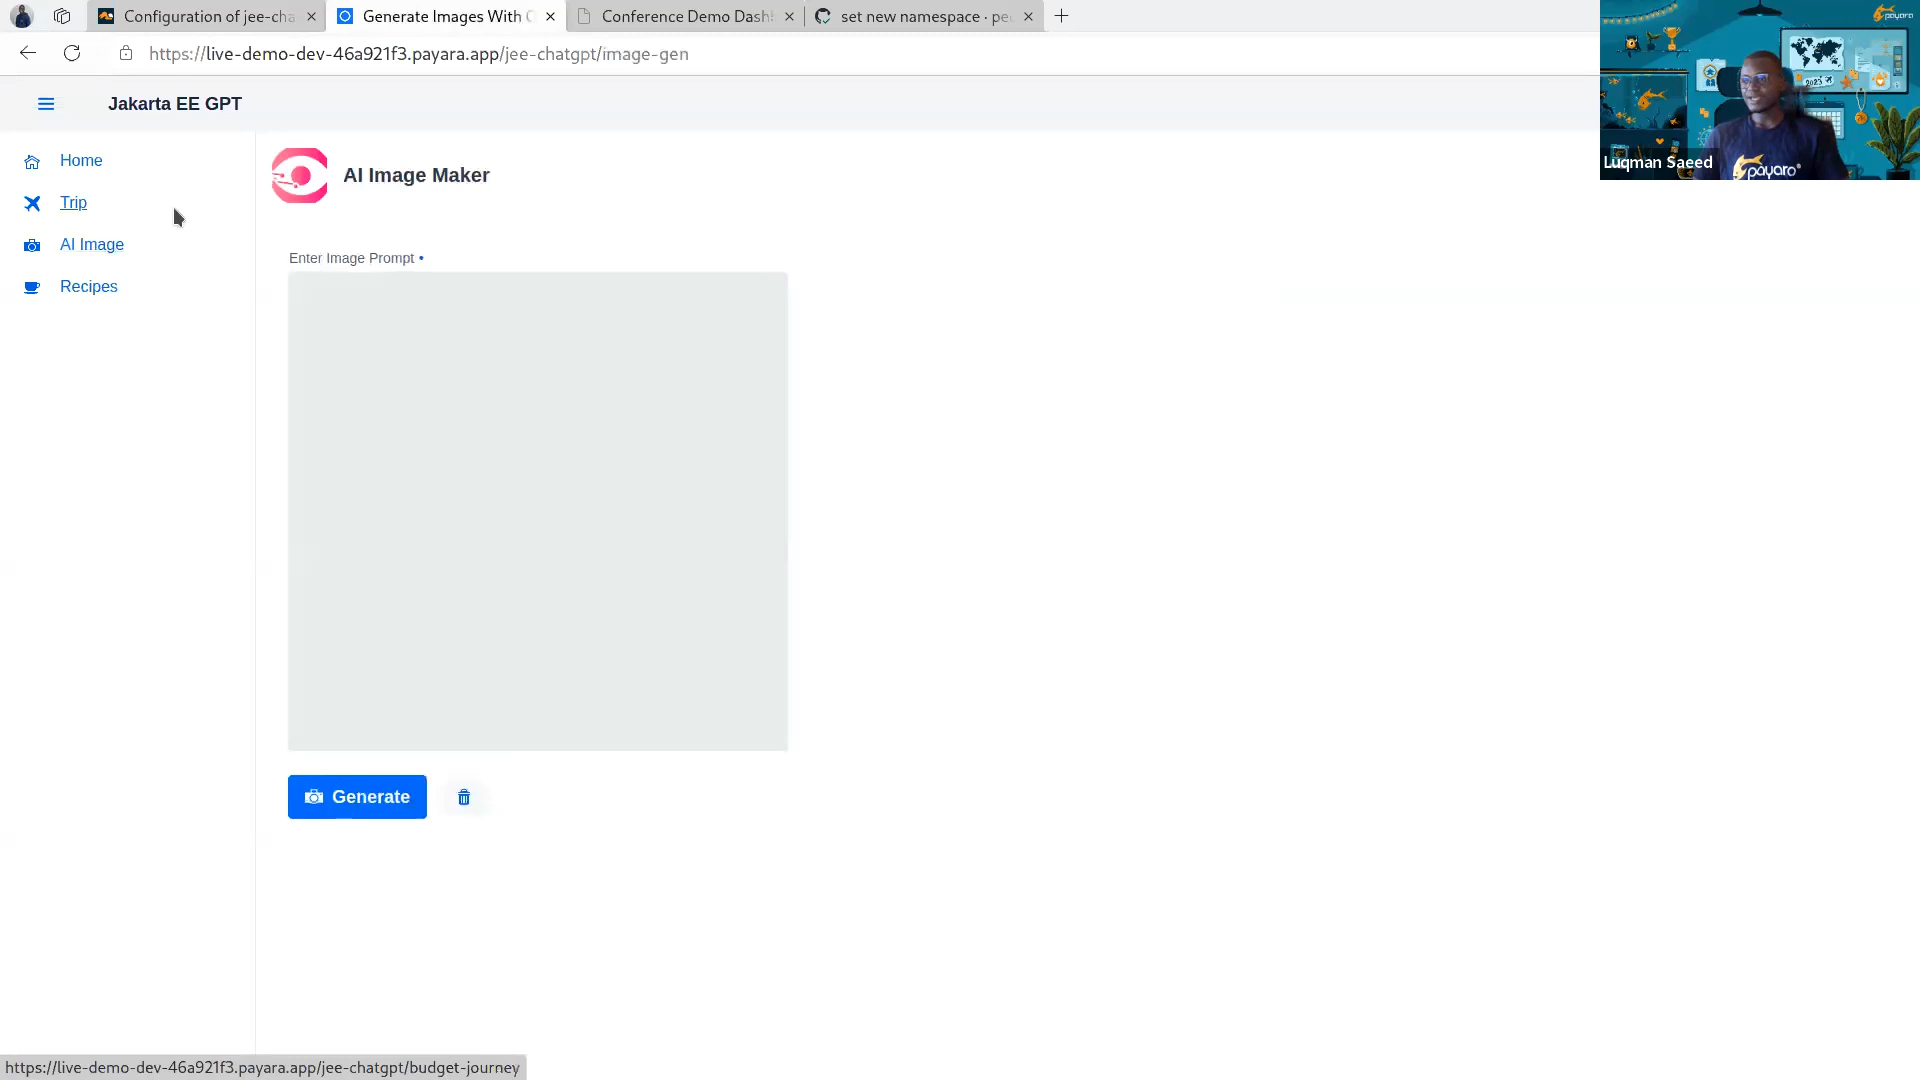 Configuration of jee-cha
Generate Images With
Conference Demo Dash
set new namespace · pe
https://live-demo-dev-46a921f3.payara.app/jee-chatgpt/image-gen
payara
2023
Jakarta EE GPT
Home
AI Image Maker
Luqman Saeed
payara®
Trip
AI Image
Enter Image Prompt •
Recipes
Generate
https://live-demo-dev-46a921f3.payara.app/jee-chatgpt/budget-journey